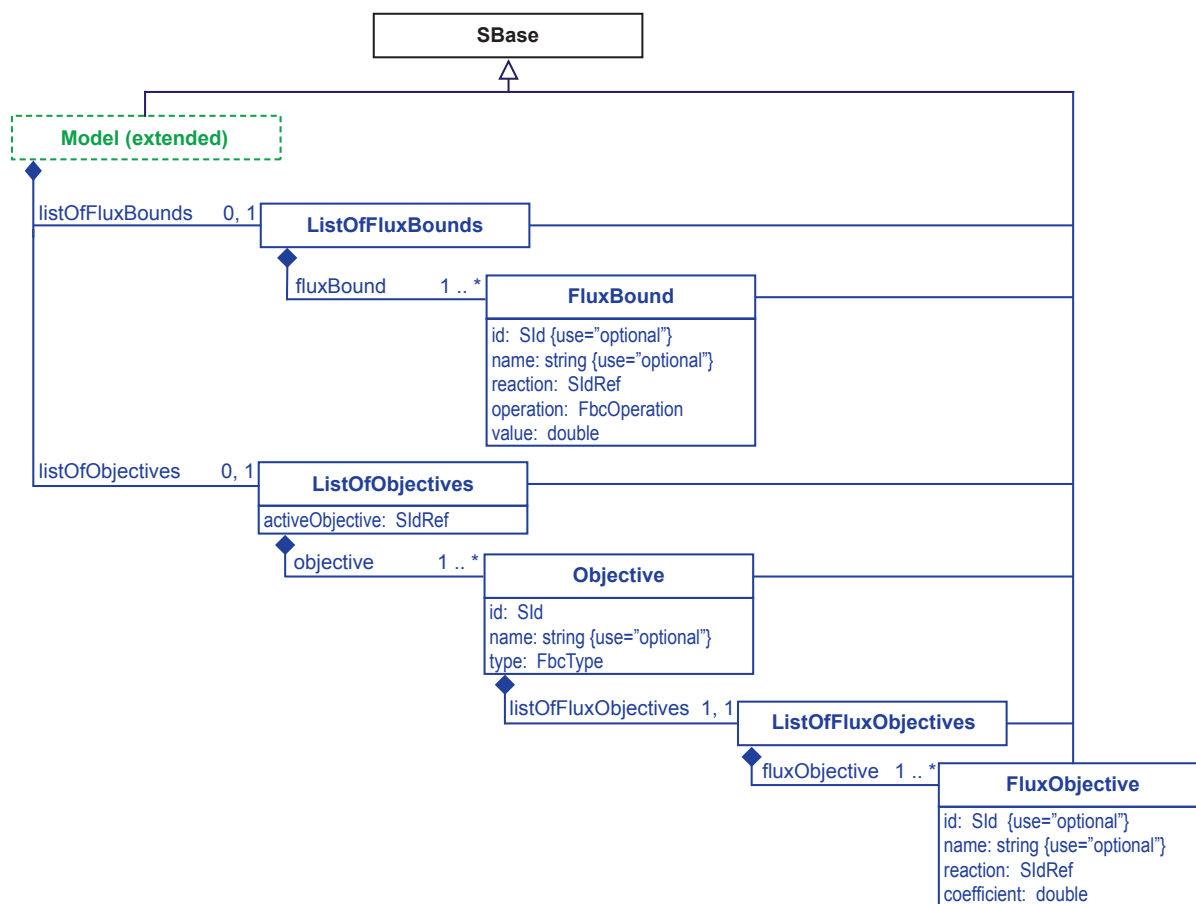 SBase
Model (extended)
listOfFluxBounds 0, 1
ListOfFluxBounds
fluxBound 1 .. *
FluxBound
id: SId {use=”optional”}
name: string {use=”optional”}
reaction: SIdRef
operation: FbcOperation
value: double
listOfObjectives 0, 1
ListOfObjectives
activeObjective: SIdRef
objective 1 .. *
Objective
id: SId
name: string {use=”optional”}
type: FbcType
listOfFluxObjectives 1, 1
ListOfFluxObjectives
fluxObjective 1 .. *
FluxObjective
id: SId {use=”optional”}
name: string {use=”optional”}
reaction: SIdRef
coefficient: double